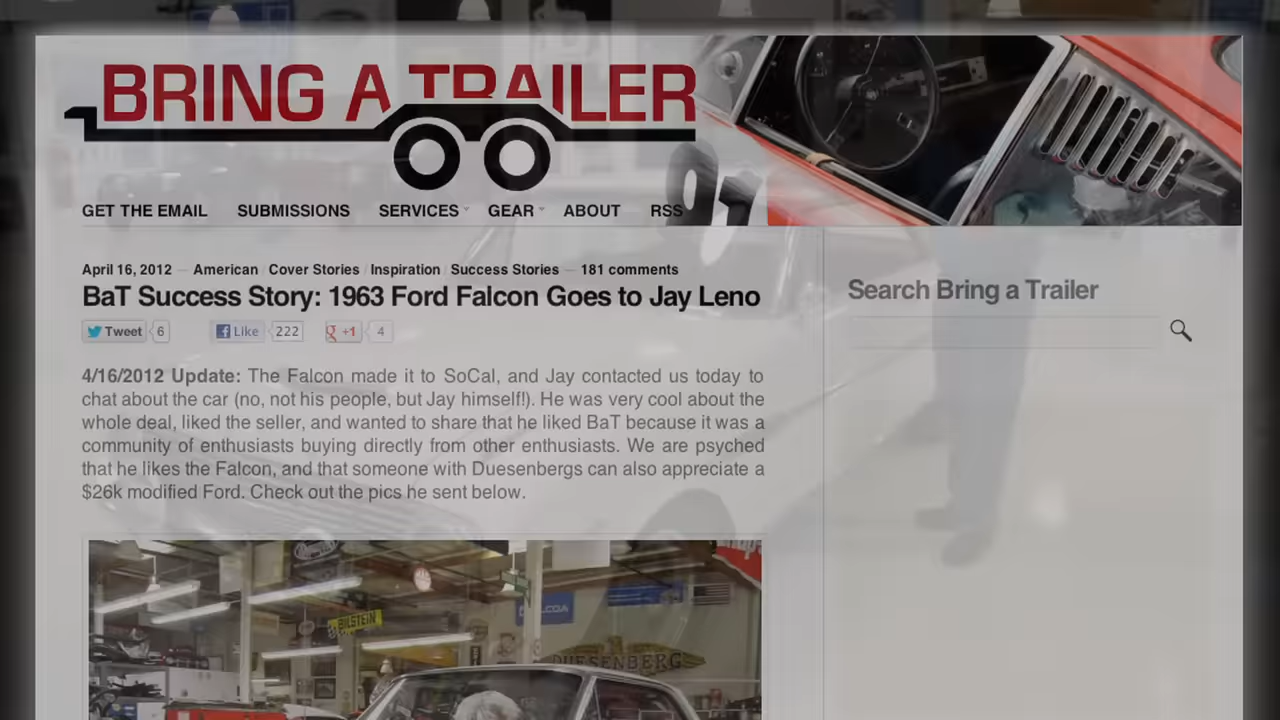 BRING A TRAILER
GET THE EMAIL SUBMISSIONS SERVICES GEAR ABOUT RSS
April 16, 2012 — American / Cover Stories / Inspiration / Success Stories — 181 comments
BaT Success Story: 1963 Ford Falcon Goes to Jay Leno
Search Bring a Trailer
Tweet 6 Like 222 +1 4
4/16/2012 Update: The Falcon made it to SoCal, and Jay contacted us today to
chat about the car (no, not his people, but Jay himself!). He was very cool about the
whole deal, liked the seller, and wanted to share that he liked BaT because it was a
community of enthusiasts buying directly from other enthusiasts. We are psyched
that he likes the Falcon, and that someone with Duesenbergs can also appreciate a
$26k modified Ford. Check out the pics he sent below.
BILSTEIN
ALCOA
DUESENBERG